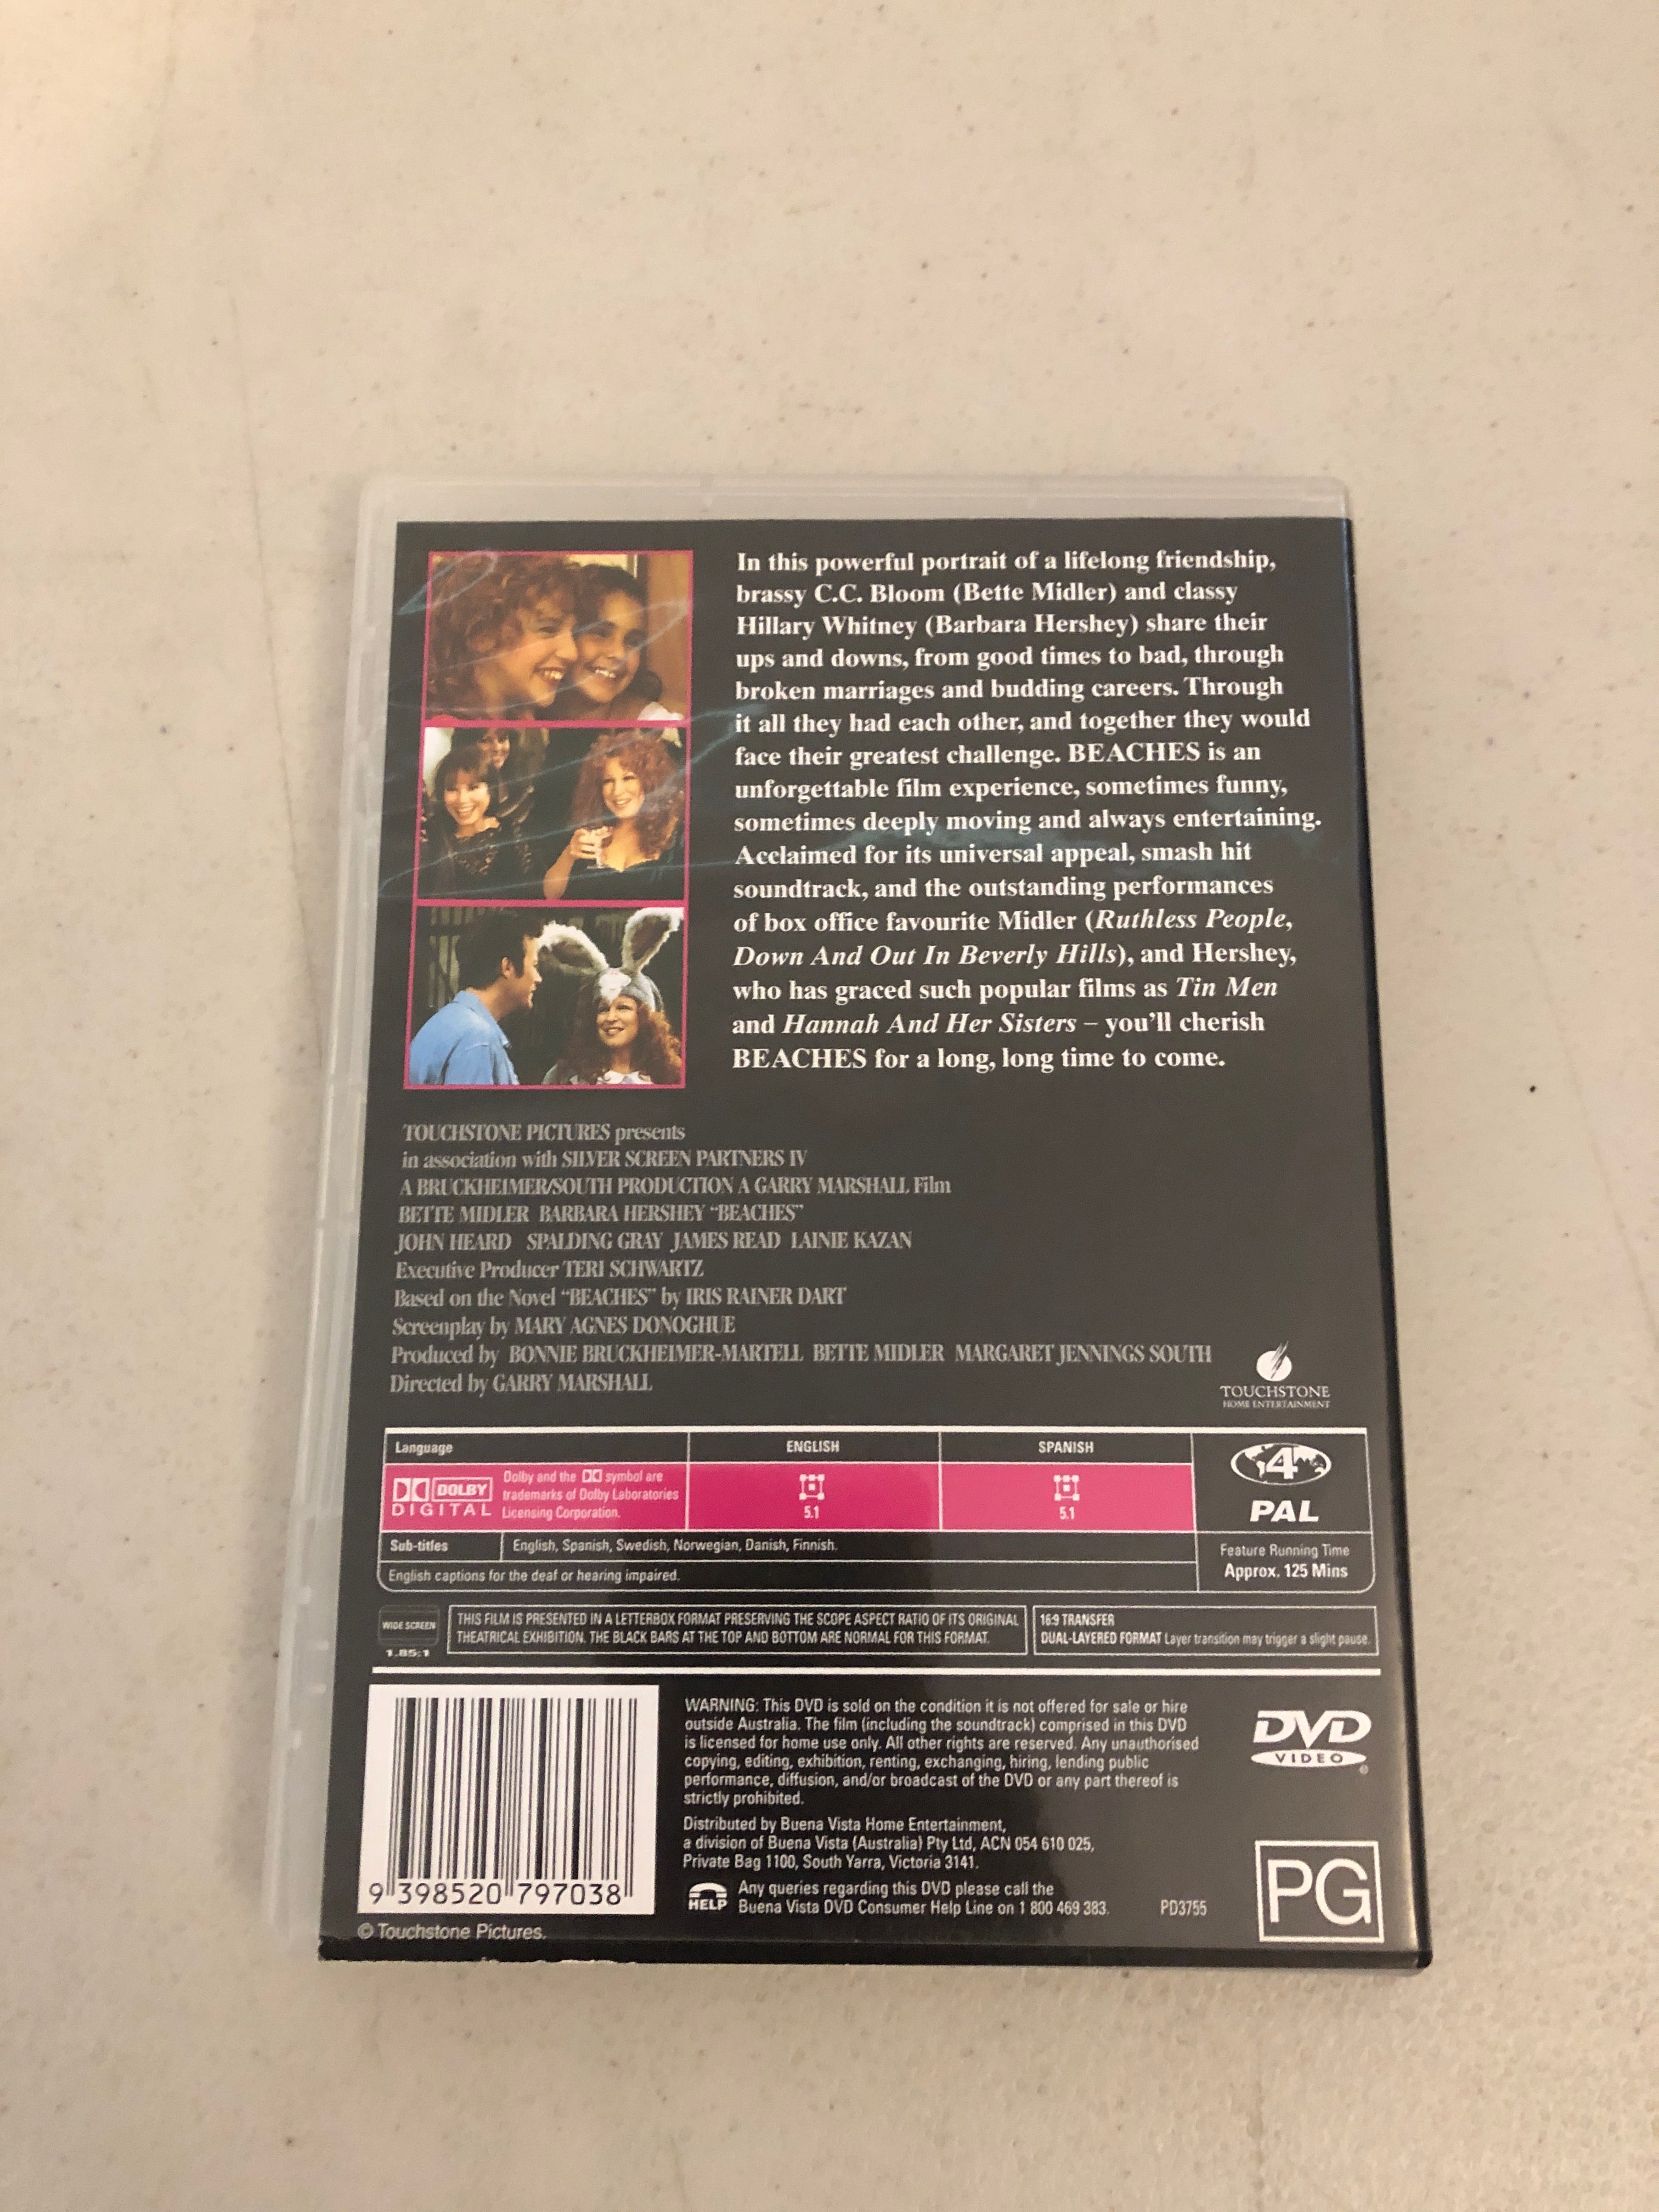 In this powerful portrait of a lifelong friendship,
brassy C.C. Bloom (Bette Midler) and classy
Hillary Whitney (Barbara Hershey) share their
ups and downs, from good times to bad, through
broken marriages and budding careers. Through
it all they had each other, and together they would
face their greatest challenge. BEACHES is an
unforgettable film experience, sometimes funny,
sometimes deeply moving and always entertaining.
Acclaimed for its universal appeal, smash hit
soundtrack, and the outstanding performances
of box office favourite Midler (Ruthless People,
Down And Out In Beverly Hills), and Hershey,
who has graced such popular films as Tin Men
and Hannah And Her Sisters – you'll cherish
BEACHES for a long, long time to come.
TOUCHSTONE PICTURES presents
in association with SILVER SCREEN PARTNERS IV
A BRUCKHEIMER/SOUTH PRODUCTION A GARRY MARSHALL Film
BETTE MIDLER BARBARA HERSHEY "BEACHES"
JOHN HEARD SPALDING GRAY JAMES READ LAINIE KAZAN
Executive Producer TERI SCHWARTZ
Based on the Novel "BEACHES" by IRIS RAINER DART
Screenplay by MARY AGNES DONOGHUE
Produced by BONNIE BRUCKHEIMER-MARTELL BETTE MIDLER MARGARET JENNINGS SOUTH
Directed by GARRY MARSHALL
TOUCHSTONE
HOME ENTERTAINMENT
Language ENGLISH SPANISH
DOLBY
DIGITAL
Dolby and the DD symbol are
trademarks of Dolby Laboratories
Licensing Corporation.
5.1 5.1
4
PAL
Sub-titles English, Spanish, Swedish, Norwegian, Danish, Finnish.
English captions for the deaf or hearing impaired.
Feature Running Time
Approx. 125 Mins
WIDE SCREEN
1.85:1
THIS FILM IS PRESENTED IN A LETTERBOX FORMAT PRESERVING THE SCOPE ASPECT RATIO OF ITS ORIGINAL
THEATRICAL EXHIBITION. THE BLACK BARS AT THE TOP AND BOTTOM ARE NORMAL FOR THIS FORMAT.
16:9 TRANSFER
DUAL-LAYERED FORMAT Layer transition may trigger a slight pause.
WARNING: This DVD is sold on the condition it is not offered for sale or hire
outside Australia. The film (including the soundtrack) comprised in this DVD
is licensed for home use only. All other rights are reserved. Any unauthorised
copying, editing, exhibition, renting, exchanging, hiring, lending public
performance, diffusion, and/or broadcast of the DVD or any part thereof is
strictly prohibited.
Distributed by Buena Vista Home Entertainment,
a division of Buena Vista (Australia) Pty Ltd, ACN 054 610 025,
Private Bag 1100, South Yarra, Victoria 3141.
HELP
Any queries regarding this DVD please call the
Buena Vista DVD Consumer Help Line on 1 800 469 383.
PD3755
DVD
VIDEO
®
PG
9 398520 797038
© Touchstone Pictures.